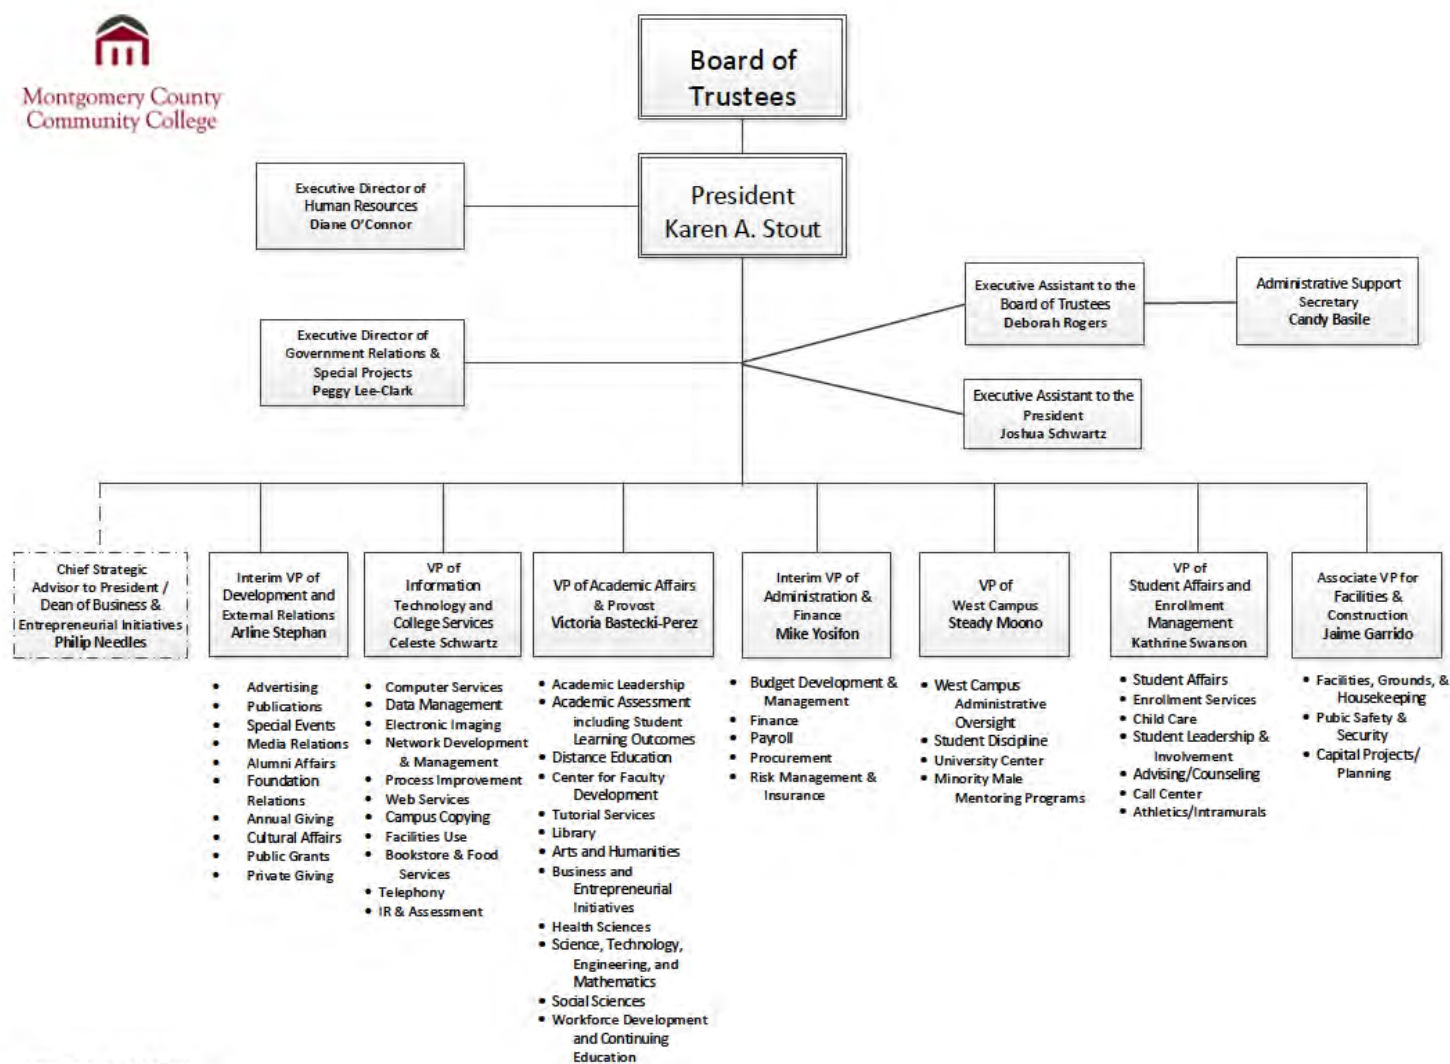 Montgomery County
Community College
Board of
Trustees
President
Karen A. Stout
Executive Director of
Human Resources
Diane O'Connor
Executive Assistant to the
Board of Trustees
Deborah Rogers
Administrative Support
Secretary
Candy Basile
Executive Director of
Government Relations &
Special Projects
Peggy Lee-Clark
Executive Assistant to the
President
Joshua Schwartz
Chief Strategic
Advisor to President /
Dean of Business &
Entrepreneurial Initiatives
Philip Needles
Interim VP of
Development and
External Relations
Arline Stephan
• Advertising
• Publications
• Special Events
• Media Relations
• Alumni Affairs
• Foundation
Relations
• Annual Giving
• Cultural Affairs
• Public Grants
• Private Giving
VP of
Information
Technology and
College Services
Celeste Schwartz
• Computer Services
• Data Management
• Electronic Imaging
• Network Development
& Management
• Process Improvement
• Web Services
• Campus Copying
• Facilities Use
• Bookstore & Food
Services
• Telephony
• IR & Assessment
VP of Academic Affairs
& Provost
Victoria Bastecki-Perez
• Academic Leadership
• Academic Assessment
including Student
Learning Outcomes
• Distance Education
• Center for Faculty
Development
• Tutorial Services
• Library
• Arts and Humanities
• Business and
Entrepreneurial
Initiatives
• Health Sciences
• Science, Technology,
Engineering, and
Mathematics
• Social Sciences
• Workforce Development
and Continuing
Education
Interim VP of
Administration &
Finance
Mike Yosifon
• Budget Development &
Management
• Finance
• Payroll
• Procurement
• Risk Management &
Insurance
VP of
West Campus
Steady Moono
• West Campus
Administrative
Oversight
• Student Discipline
• University Center
• Minority Male
Mentoring Programs
VP of
Student Affairs and
Enrollment
Management
Kathrine Swanson
• Student Affairs
• Enrollment Services
• Child Care
• Student Leadership &
Involvement
• Advising/Counseling
• Call Center
• Athletics/Intramurals
Associate VP for
Facilities &
Construction
Jaime Garrido
• Facilities, Grounds, &
Housekeeping
• Pubic Safety &
Security
• Capital Projects/
Planning